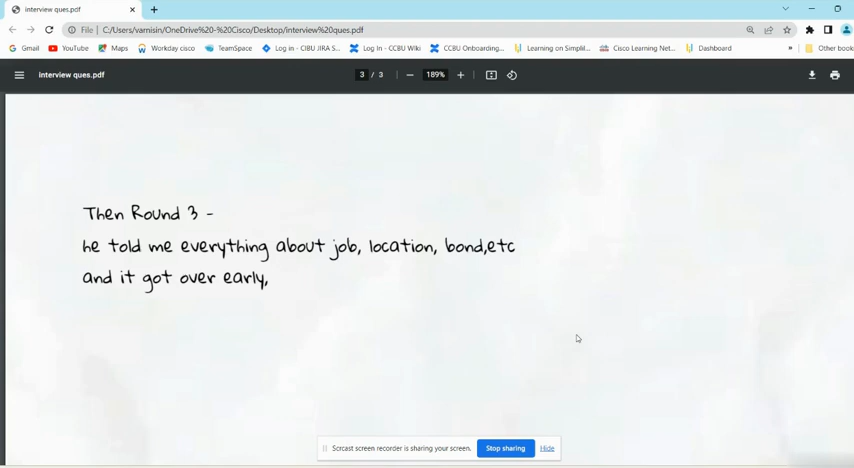 interview ques.pdf
File | C:/Users/varnisin/OneDrive%20-%20Cisco/Desktop/interview%20ques.pdf
Gmail YouTube Maps Workday cisco TeamSpace Log in - CIBU JIRA S... Log In - CCBU Wiki CCBU Onboarding... Learning on Simplil... Cisco Learning Net... Dashboard » Other book
interview ques.pdf 3 / 3 − 189% +
Then Round 3 -
he told me everything about job, location, bond,etc
and it got over early,
Scrcast screen recorder is sharing your screen. Stop sharing Hide